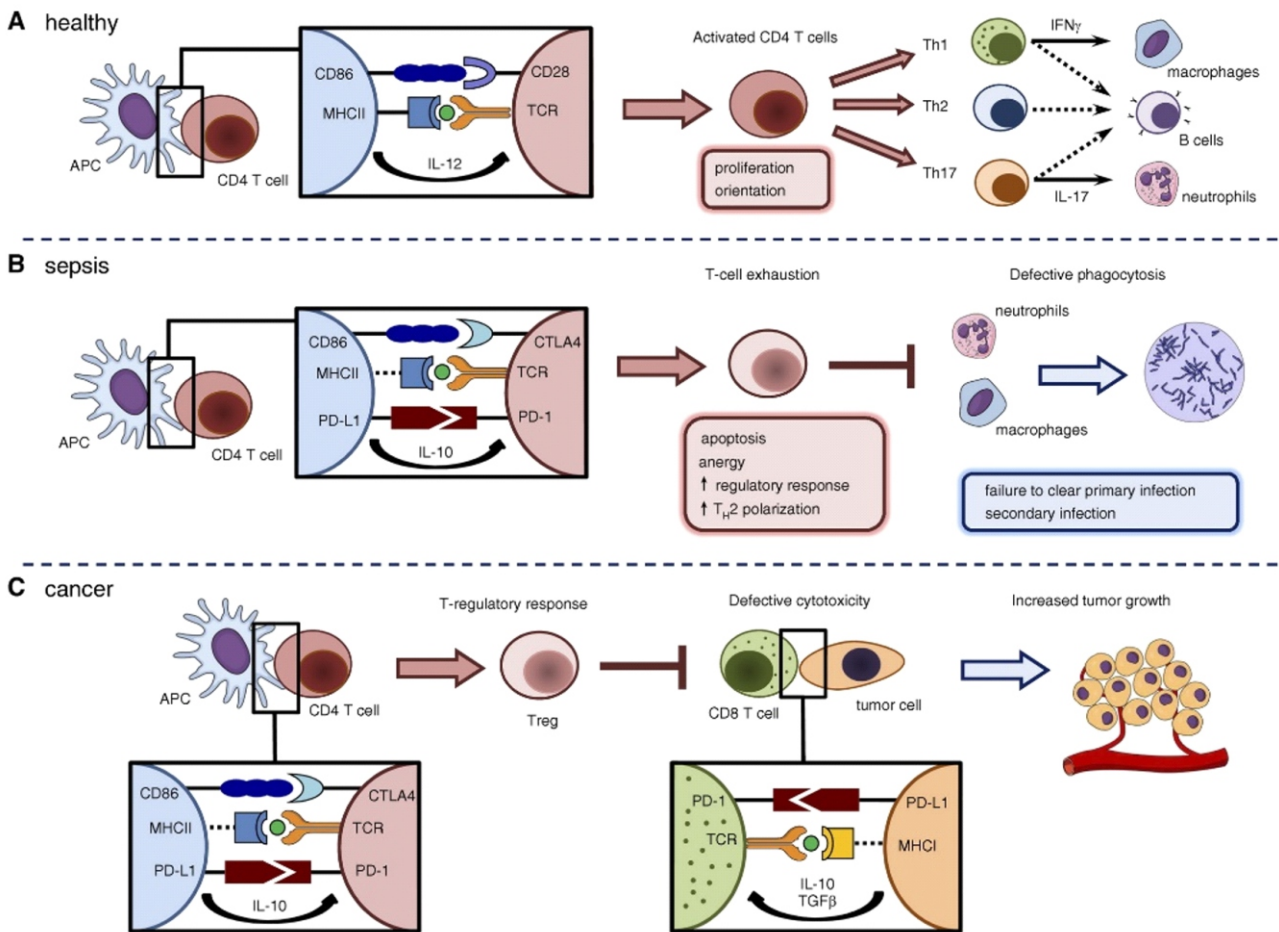 A healthy
APC
CD4 T cell
CD86
CD28
MHCII
TCR
IL-12
Activated CD4 T cells
proliferation
orientation
Th1
Th2
Th17
IFNγ
IL-17
macrophages
B cells
neutrophils
B sepsis
APC
CD4 T cell
CD86
CTLA4
MHCII
TCR
PD-L1
PD-1
IL-10
T-cell exhaustion
apoptosis
anergy
↑ regulatory response
↑ TH2 polarization
Defective phagocytosis
neutrophils
macrophages
failure to clear primary infection
secondary infection
C cancer
APC
CD4 T cell
T-regulatory response
Treg
Defective cytotoxicity
CD8 T cell
tumor cell
Increased tumor growth
CD86
CTLA4
MHCII
TCR
PD-L1
PD-1
IL-10
PD-1
PD-L1
TCR
MHCI
IL-10
TGFβ